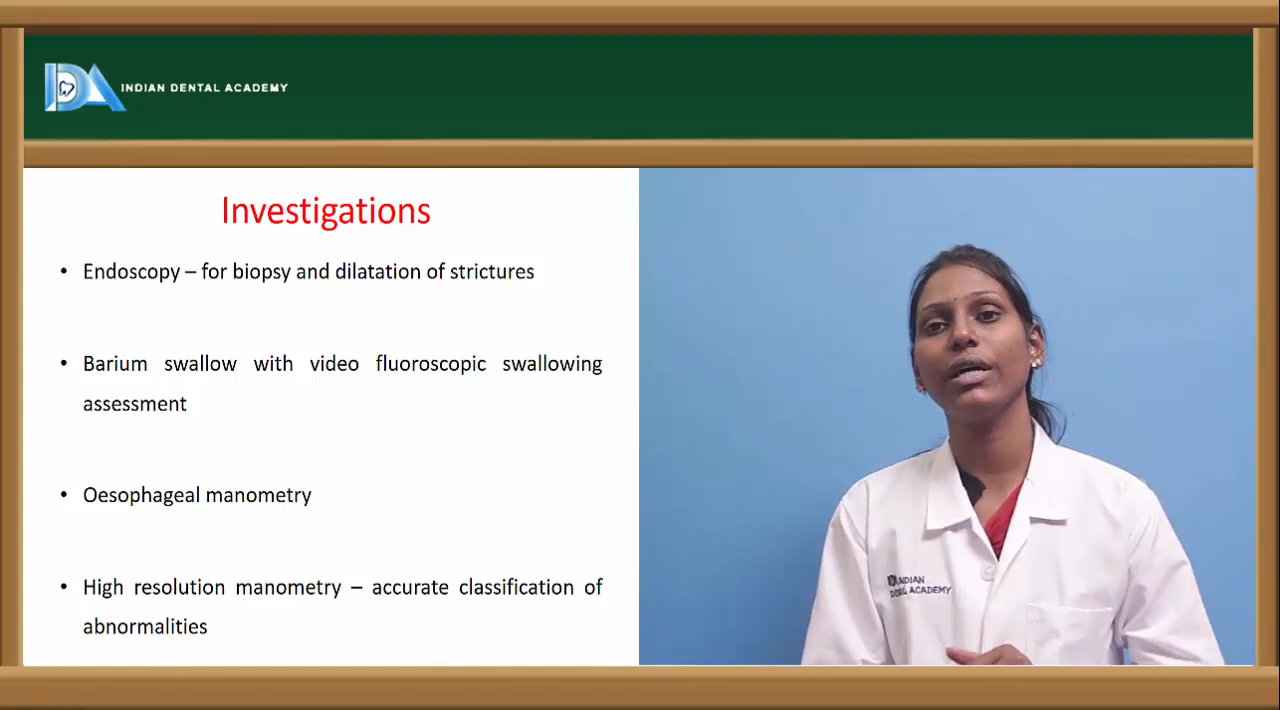 INDIAN DENTAL ACADEMY
Investigations
• Endoscopy – for biopsy and dilatation of strictures
• Barium swallow with video fluoroscopic swallowing
assessment
• Oesophageal manometry
• High resolution manometry – accurate classification of
abnormalities
INDIAN
DENTAL ACADEMY